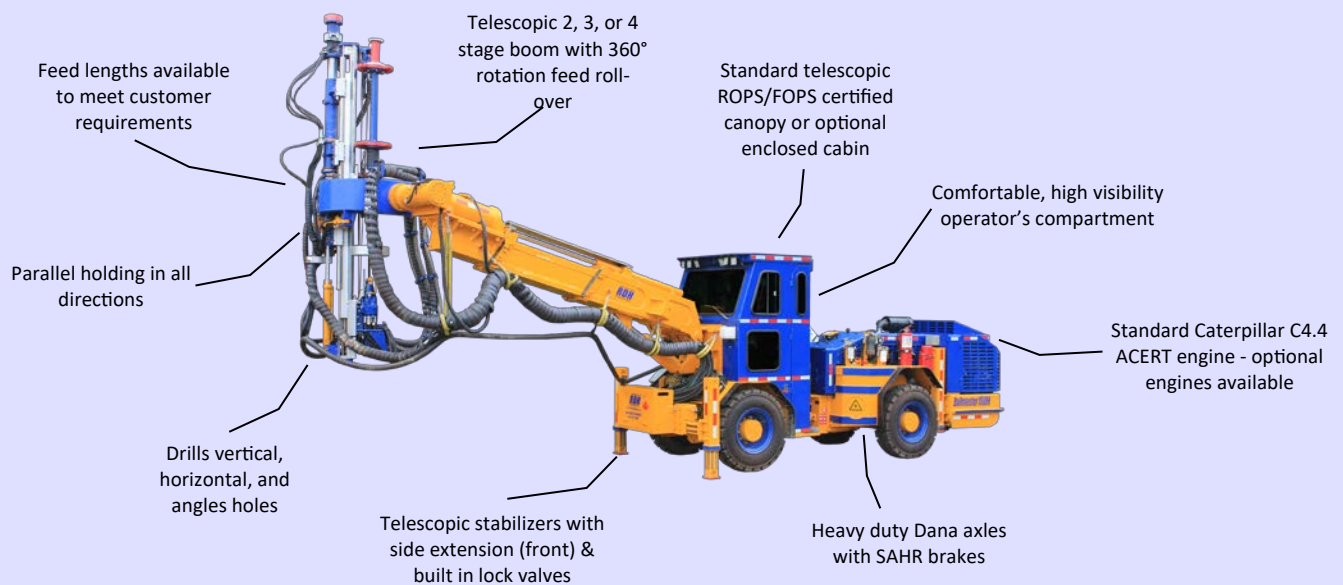 Telescopic 2, 3, or 4
stage boom with 360°
rotation feed roll-
over
Feed lengths available
to meet customer
requirements
Standard telescopic
ROPS/FOPS certified
canopy or optional
enclosed cabin
Comfortable, high visibility
operator’s compartment
Parallel holding in all
directions
RDH
Standard Caterpillar C4.4
ACERT engine - optional
engines available
RDH
Drills vertical,
horizontal, and
angles holes
Telescopic stabilizers with
side extension (front) &
built in lock valves
Heavy duty Dana axles
with SAHR brakes